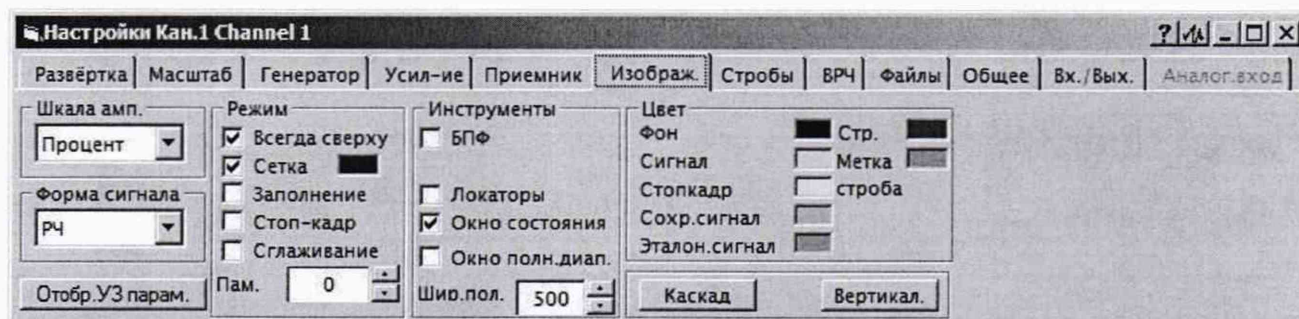 Настройки Кан.1 Channel 1
Развёртка Масштаб Генератор Усил-ие Приемник Изображ. Стробы ВРЧ Файлы Общее Вх./Вых. Аналог.вход
Шкала амп.
Процент
Форма сигнала
РЧ
Отобр.УЗ парам.
Режим
Всегда сверху
Сетка
Заполнение
Стоп-кадр
Сглаживание
Пам. 0
Инструменты
БПФ
Локаторы
Окно состояния
Окно полн.диап.
Шир.пол. 500
Цвет
Фон Стр.
Сигнал Метка
Стопкадр строба
Сохр.сигнал
Эталон.сигнал
Каскад Вертикал.